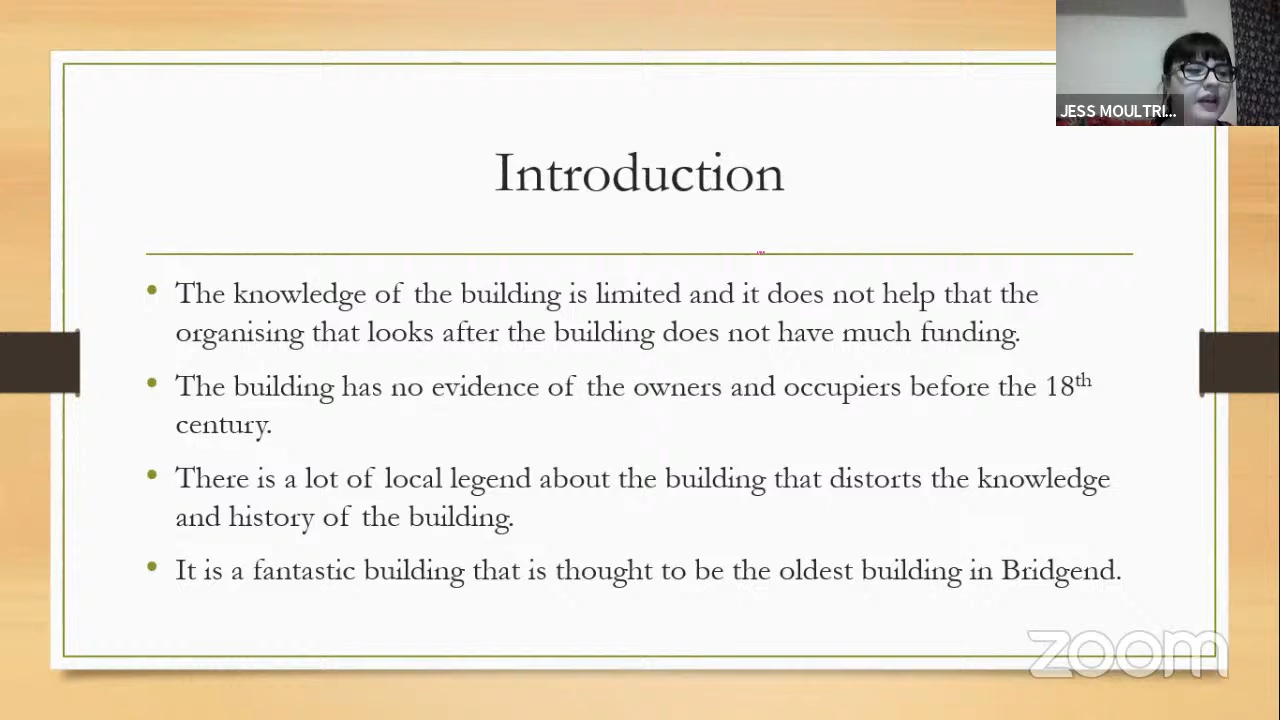 JESS MOULTRI...
Introduction
• The knowledge of the building is limited and it does not help that the
organising that looks after the building does not have much funding.
• The building has no evidence of the owners and occupiers before the 18th
century.
• There is a lot of local legend about the building that distorts the knowledge
and history of the building.
• It is a fantastic building that is thought to be the oldest building in Bridgend.
zoom